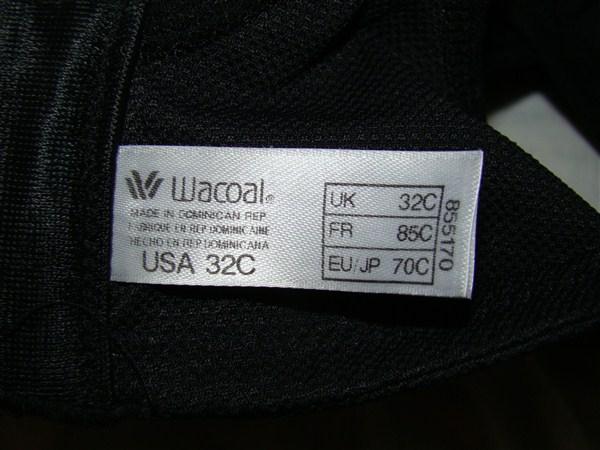 Wacoal®
MADE IN DOMINICAN REP
FABRIQUE EN REP DOMINICAINE
HECHO EN REP DOMINICANA
USA 32C
UK 32C
FR 85C
EU/JP 70C
855170